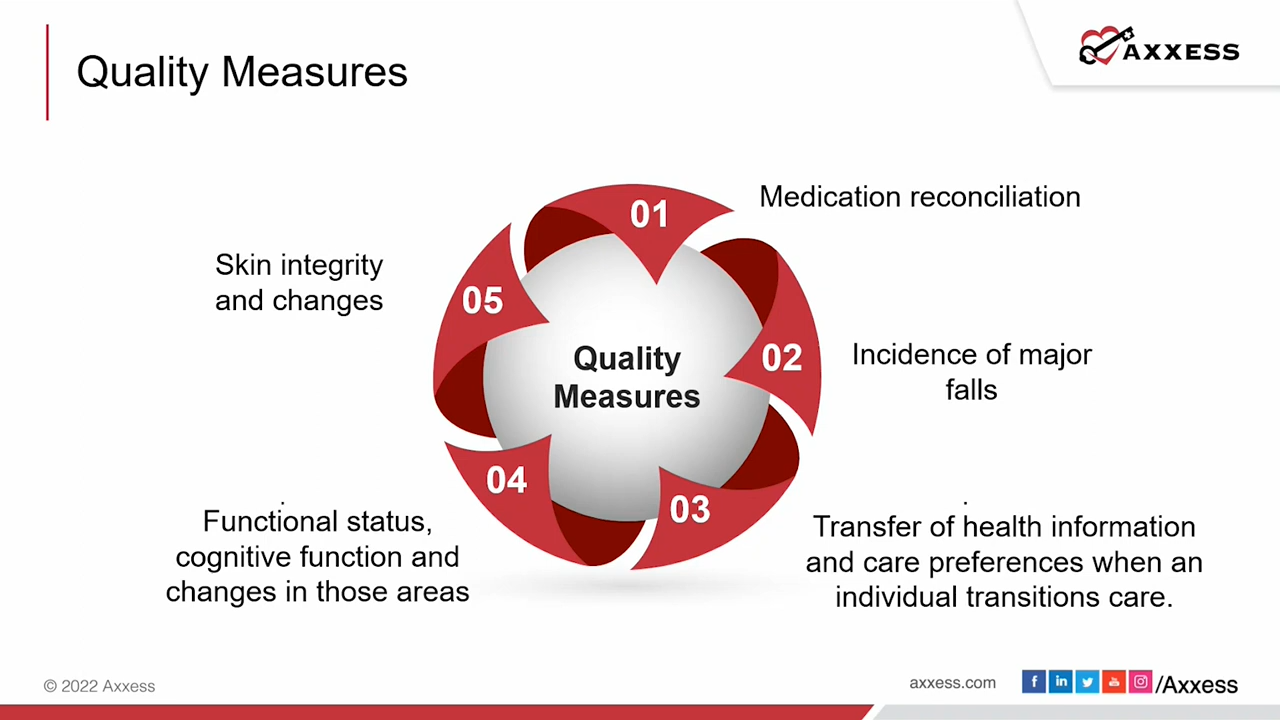 Quality Measures
AXXESS
01
Medication reconciliation
02
Incidence of major
falls
03
Transfer of health information
and care preferences when an
individual transitions care.
04
Functional status,
cognitive function and
changes in those areas
05
Skin integrity
and changes
Quality
Measures
© 2022 Axxess
axxess.com
/Axxess